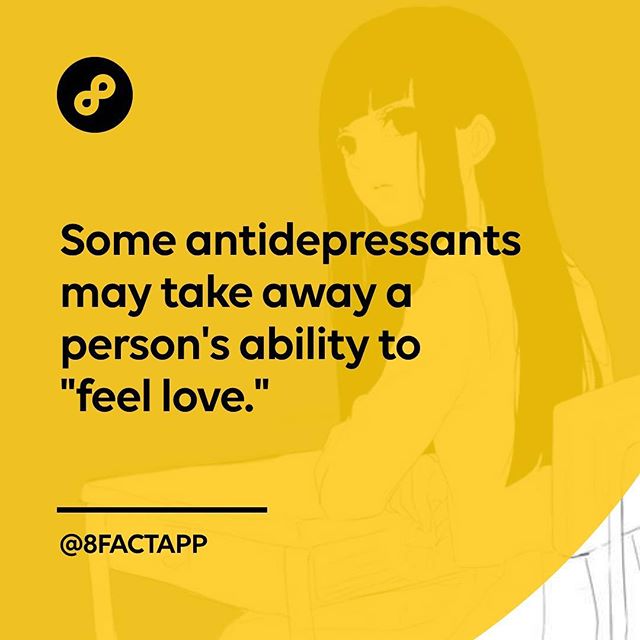 Some antidepressants
may take away a
person's ability to
"feel love."
@8FACTAPP